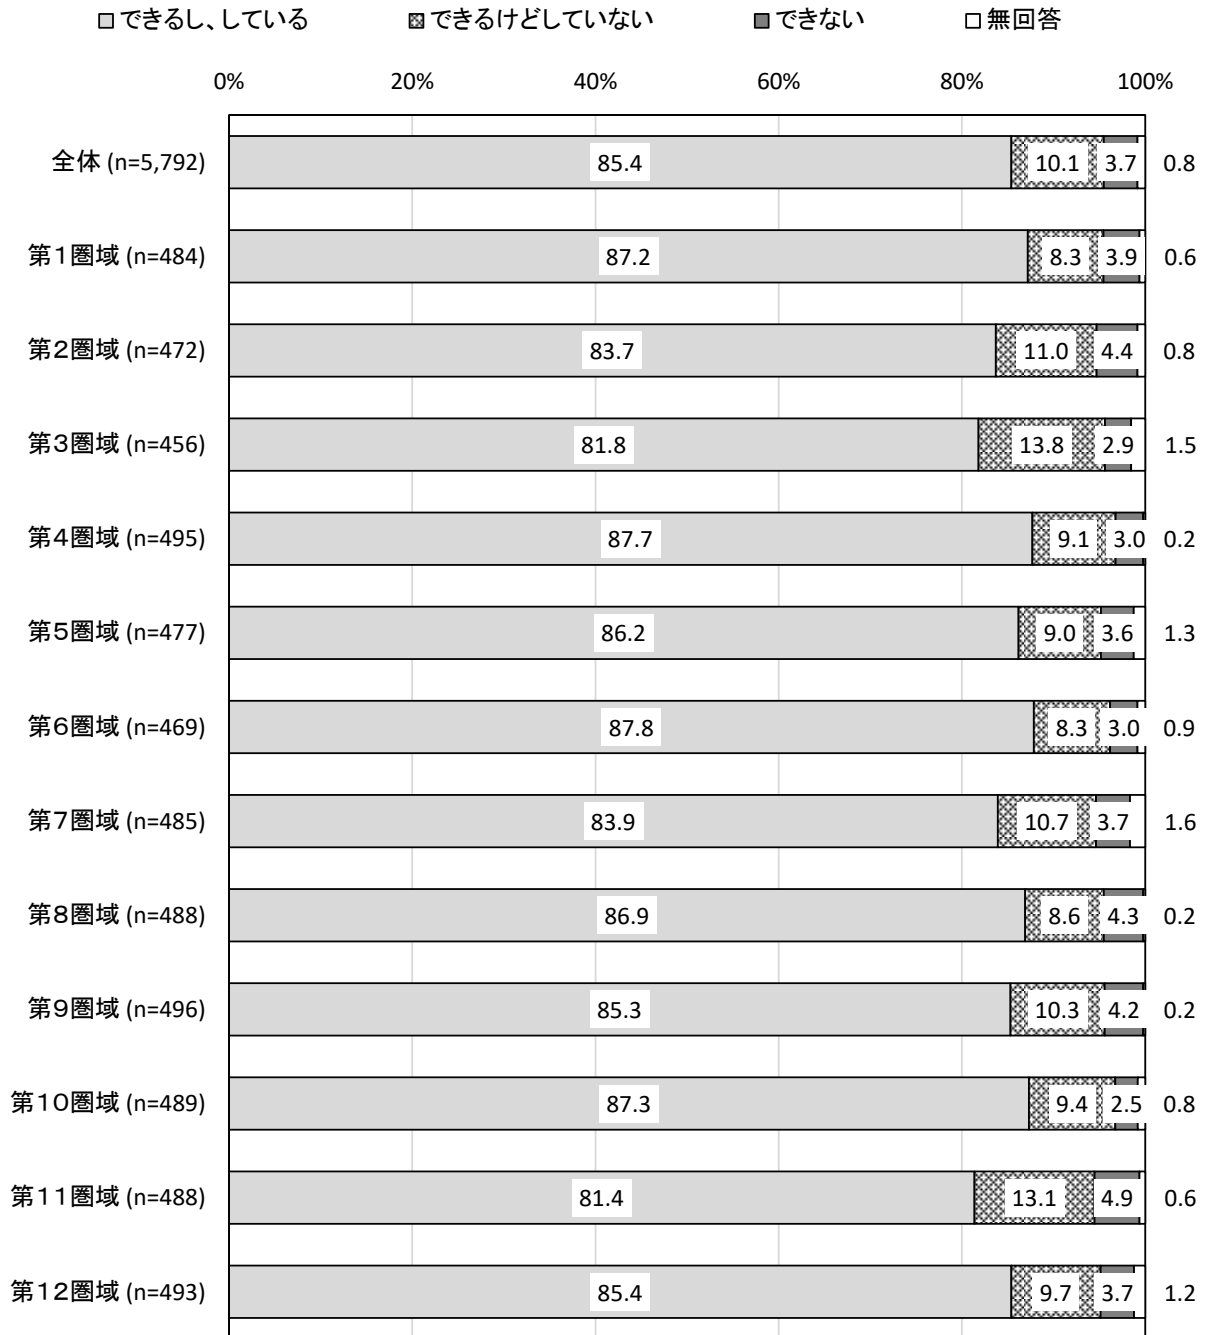 できるし、している できるけどしていない できない 無回答
0% 20% 40% 60% 80% 100%
全体 (n=5,792) 85.4 10.1 3.7 0.8
第1圏域 (n=484) 87.2 8.3 3.9 0.6
第2圏域 (n=472) 83.7 11.0 4.4 0.8
第3圏域 (n=456) 81.8 13.8 2.9 1.5
第4圏域 (n=495) 87.7 9.1 3.0 0.2
第5圏域 (n=477) 86.2 9.0 3.6 1.3
第6圏域 (n=469) 87.8 8.3 3.0 0.9
第7圏域 (n=485) 83.9 10.7 3.7 1.6
第8圏域 (n=488) 86.9 8.6 4.3 0.2
第9圏域 (n=496) 85.3 10.3 4.2 0.2
第10圏域 (n=489) 87.3 9.4 2.5 0.8
第11圏域 (n=488) 81.4 13.1 4.9 0.6
第12圏域 (n=493) 85.4 9.7 3.7 1.2